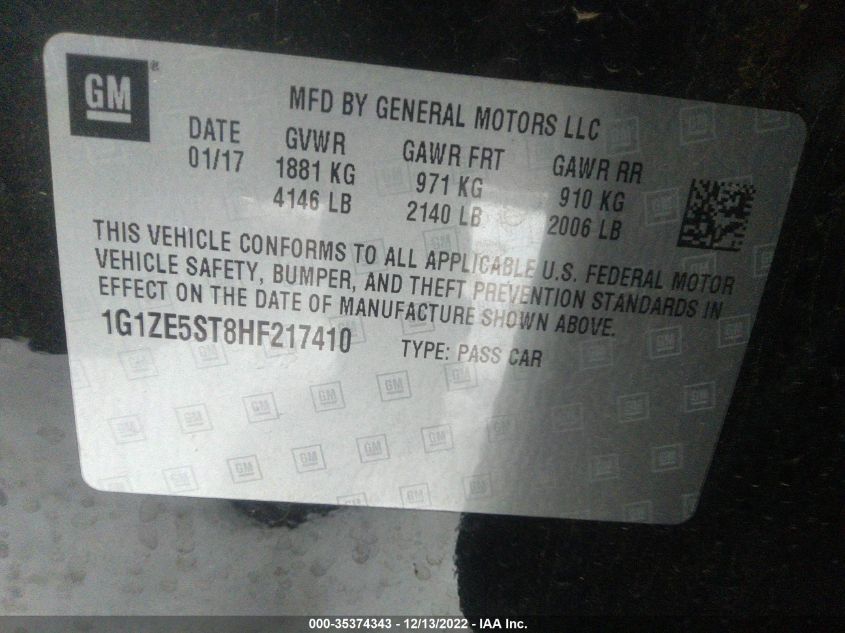 GM®
MFD BY GENERAL MOTORS LLC
DATE GVWR GAWR FRT GAWR RR
01/17 1881 KG 971 KG 910 KG
4146 LB 2140 LB 2006 LB
THIS VEHICLE CONFORMS TO ALL APPLICABLE U.S. FEDERAL MOTOR
VEHICLE SAFETY, BUMPER, AND THEFT PREVENTION STANDARDS IN
EFFECT ON THE DATE OF MANUFACTURE SHOWN ABOVE.
1G1ZE5ST8HF217410 TYPE: PASS CAR
000-35374343 - 12/13/2022 - IAA Inc.